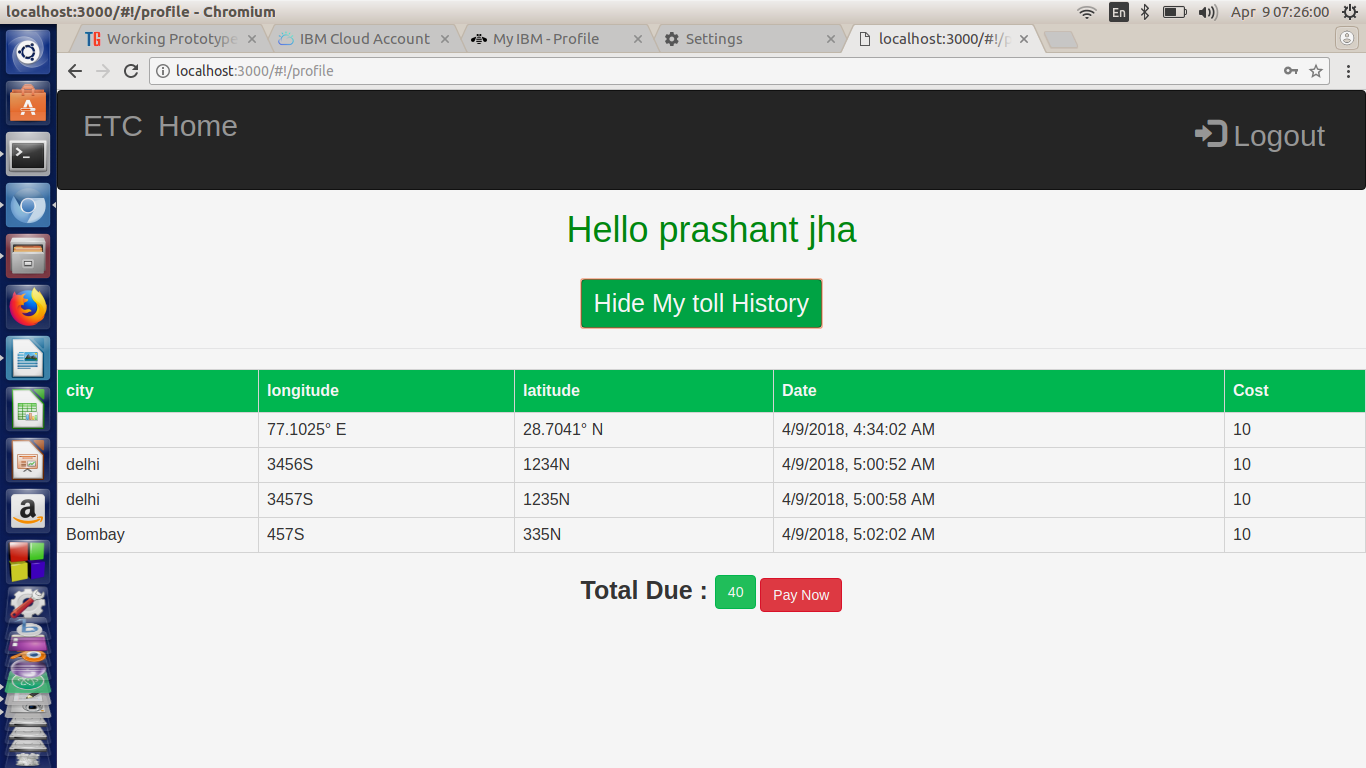 localhost:3000/#!/profile - Chromium En Apr 9 07:26:00
TG Working Prototype IBM Cloud Account My IBM - Profile Settings localhost:3000/#!/p
localhost:3000/#!/profile
ETC Home Logout
Hello prashant jha
Hide My toll History
city longitude latitude Date Cost
77.1025° E 28.7041° N 4/9/2018, 4:34:02 AM 10
delhi 3456S 1234N 4/9/2018, 5:00:52 AM 10
delhi 3457S 1235N 4/9/2018, 5:00:58 AM 10
Bombay 457S 335N 4/9/2018, 5:02:02 AM 10
Total Due : 40 Pay Now